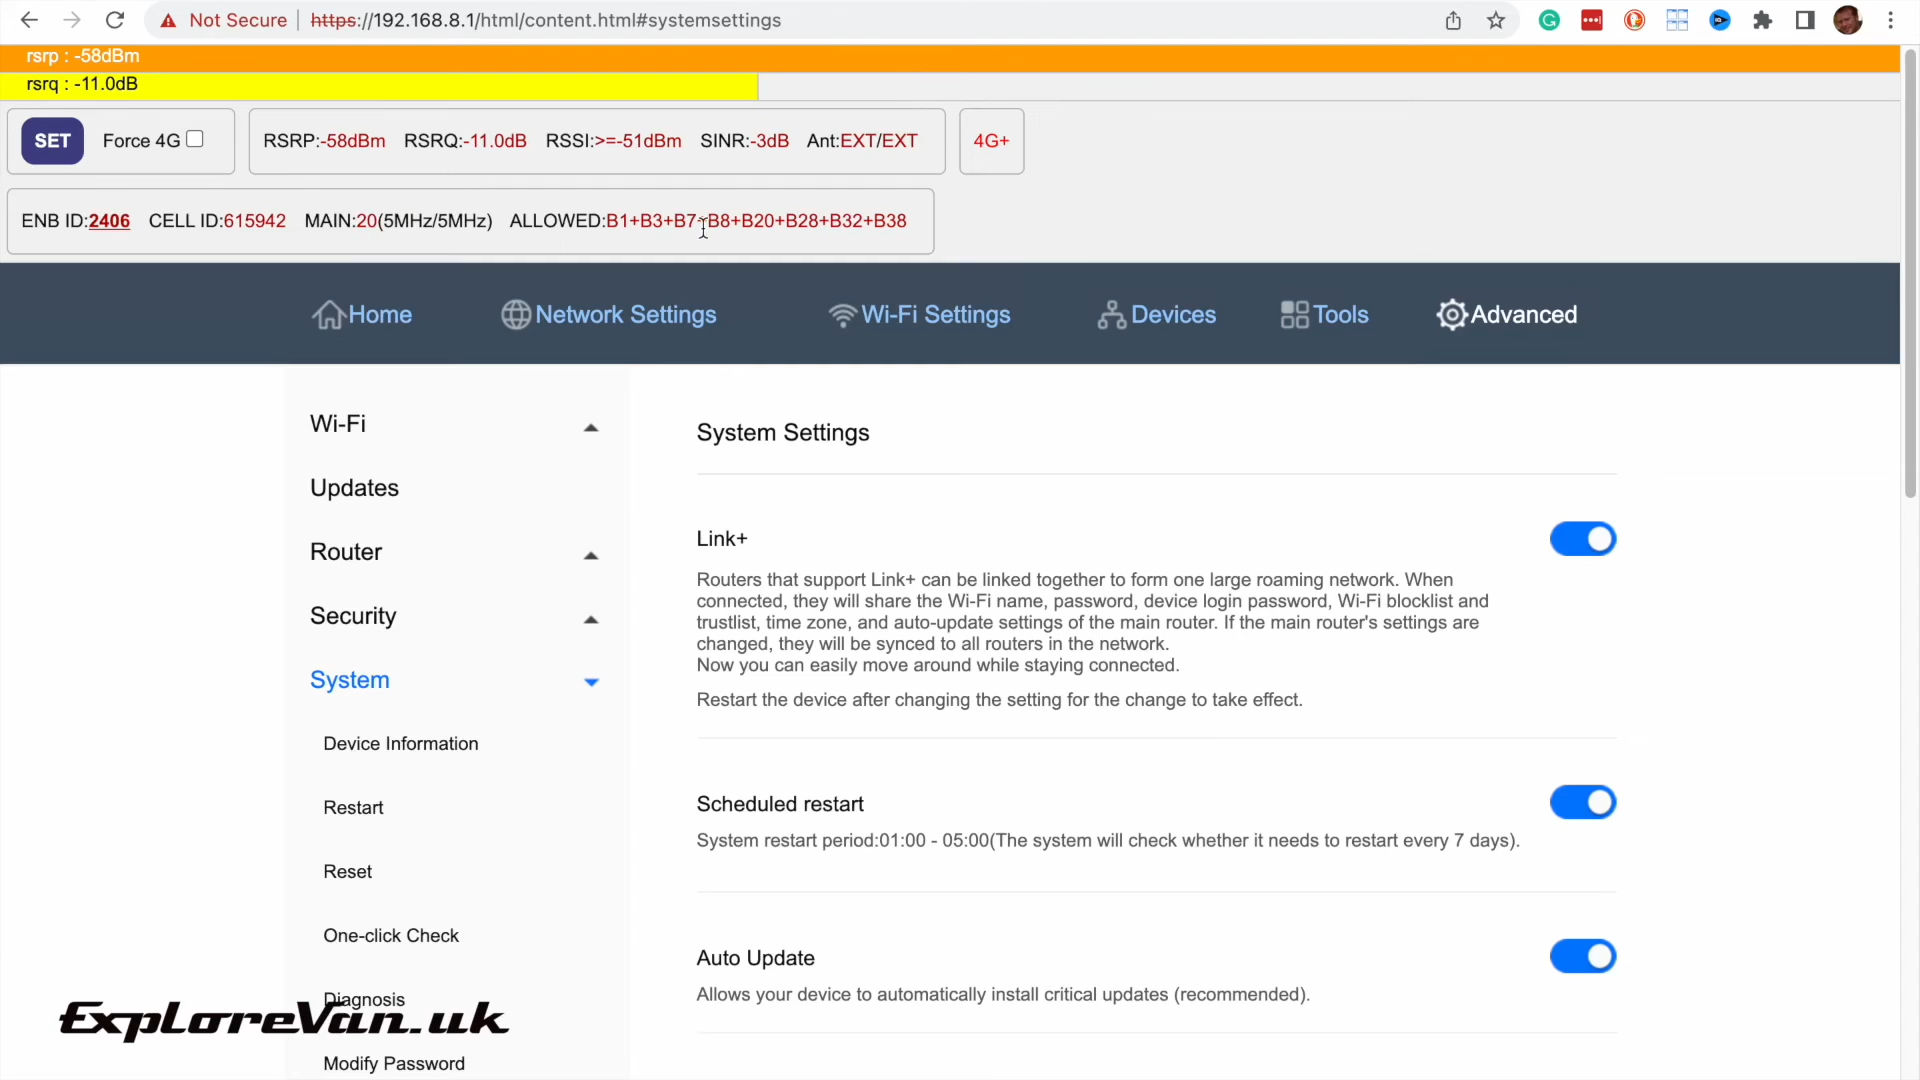 Not Secure https://192.168.8.1/html/content.html#systemsettings
rsrp : -58dBm
rsrq : -11.0dB
SET Force 4G RSRP:-58dBm RSRQ:-11.0dB RSSI:>=-51dBm SINR:-3dB Ant:EXT/EXT 4G+
ENB ID:2406 CELL ID:615942 MAIN:20(5MHz/5MHz) ALLOWED:B1+B3+B7+B8+B20+B28+B32+B38
Home Network Settings Wi-Fi Settings Devices Tools Advanced
Wi-Fi
Updates
Router
Security
System
Device Information
Restart
Reset
One-click Check
Diagnosis
Modify Password
System Settings
Link+
Routers that support Link+ can be linked together to form one large roaming network. When
connected, they will share the Wi-Fi name, password, device login password, Wi-Fi blocklist and
trustlist, time zone, and auto-update settings of the main router. If the main router's settings are
changed, they will be synced to all routers in the network.
Now you can easily move around while staying connected.
Restart the device after changing the setting for the change to take effect.
Scheduled restart
System restart period:01:00 - 05:00(The system will check whether it needs to restart every 7 days).
Auto Update
Allows your device to automatically install critical updates (recommended).
ExploreVan.uk